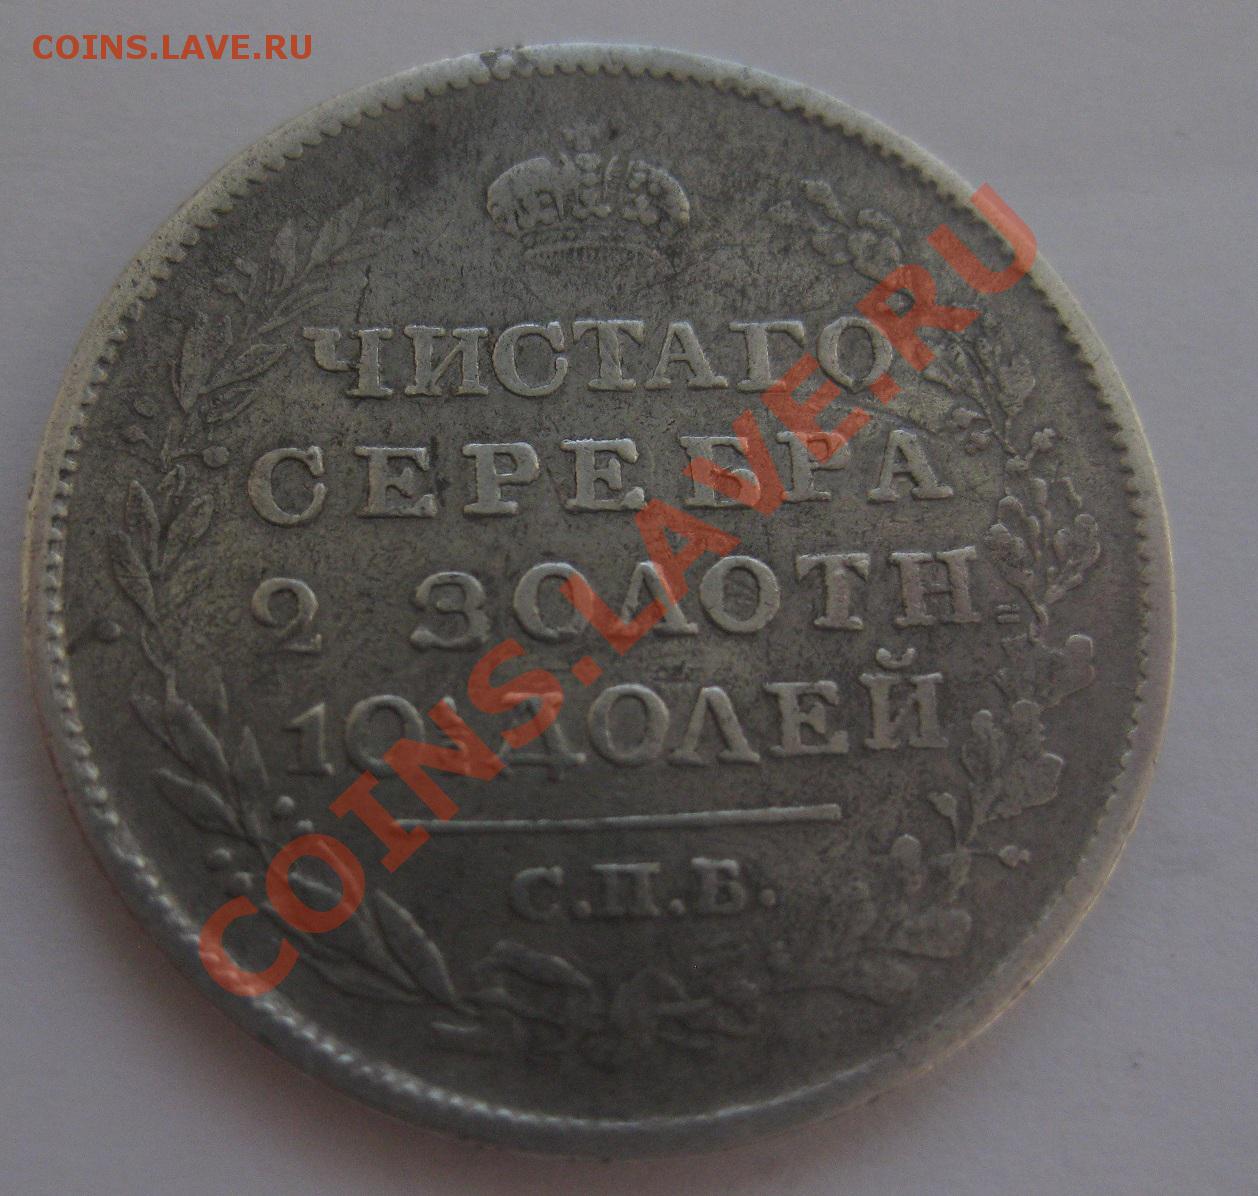 COINS.LAVE.RU
ЧИСТАГО
СЕРЕБРА
2 ЗОЛОТН=
10 ДОЛЕЙ
С.П.Б.
COINS.LAVE.RU